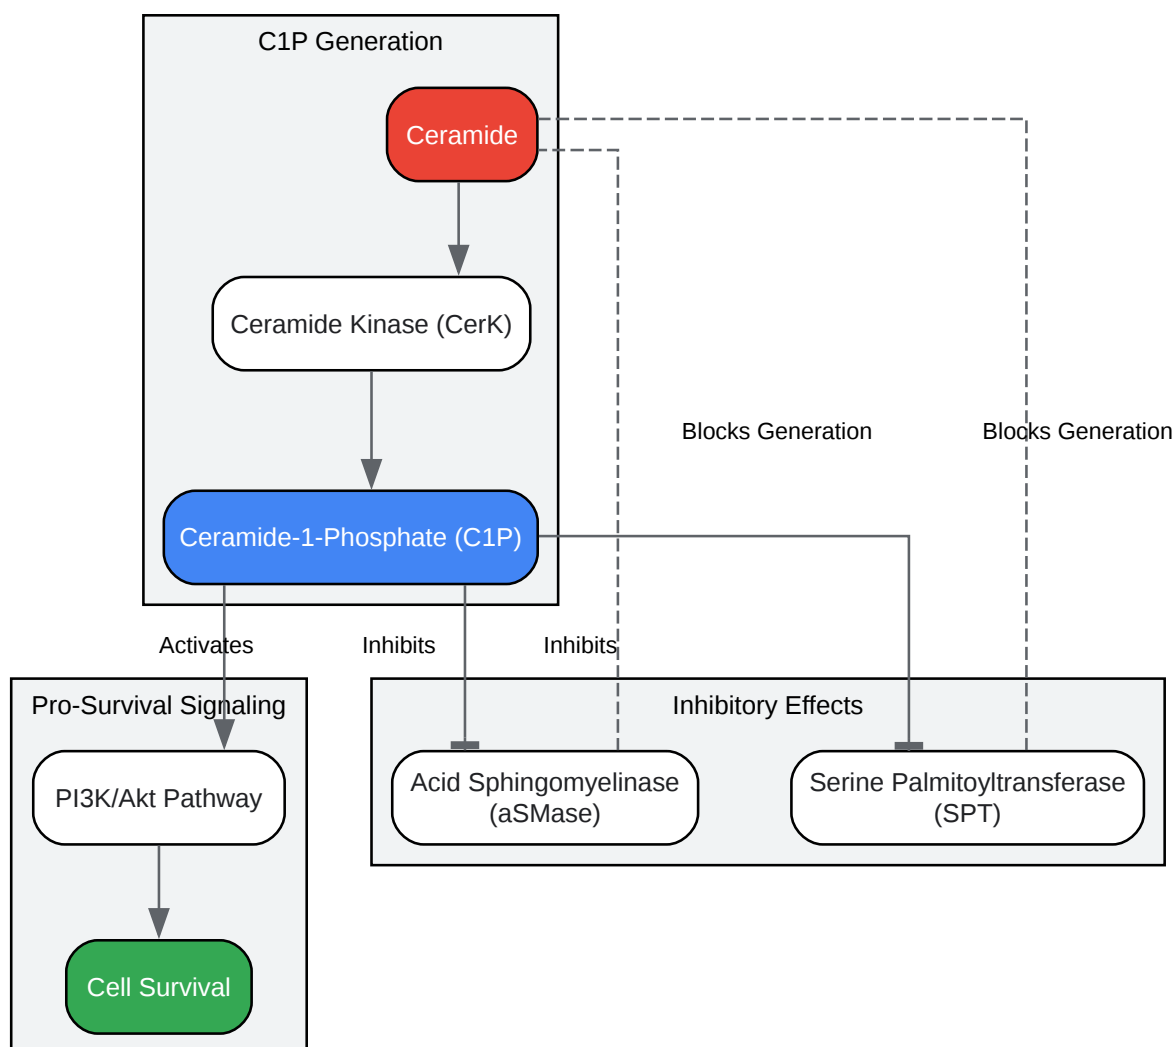 C1P Generation
Ceramide
Ceramide Kinase (CerK)
Blocks Generation
Blocks Generation
Ceramide-1-Phosphate (C1P)
Activates
Inhibits
Inhibits
Pro-Survival Signaling
Inhibitory Effects
PI3K/Akt Pathway
Acid Sphingomyelinase
(aSMase)
Serine Palmitoyltransferase
(SPT)
Cell Survival